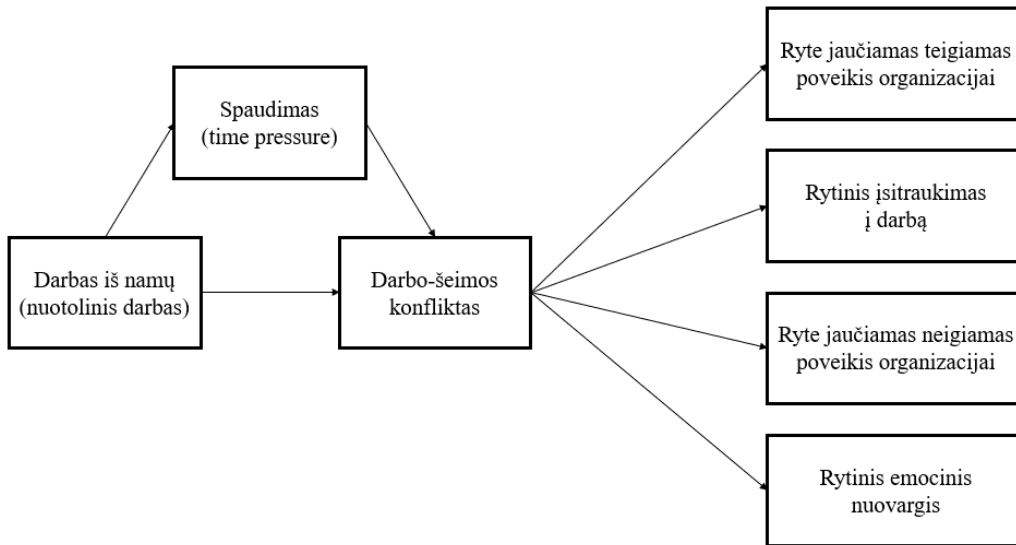 Ryte jaučiamas teigiamas
poveikis organizacijai
Spaudimas
(time pressure)
Rytinis įsitraukimas
į darbą
Darbas iš namų
(nuotolinis darbas)
Darbo-šeimos
konfliktas
Ryte jaučiamas neigiamas
poveikis organizacijai
Rytinis emocinis
nuovargis